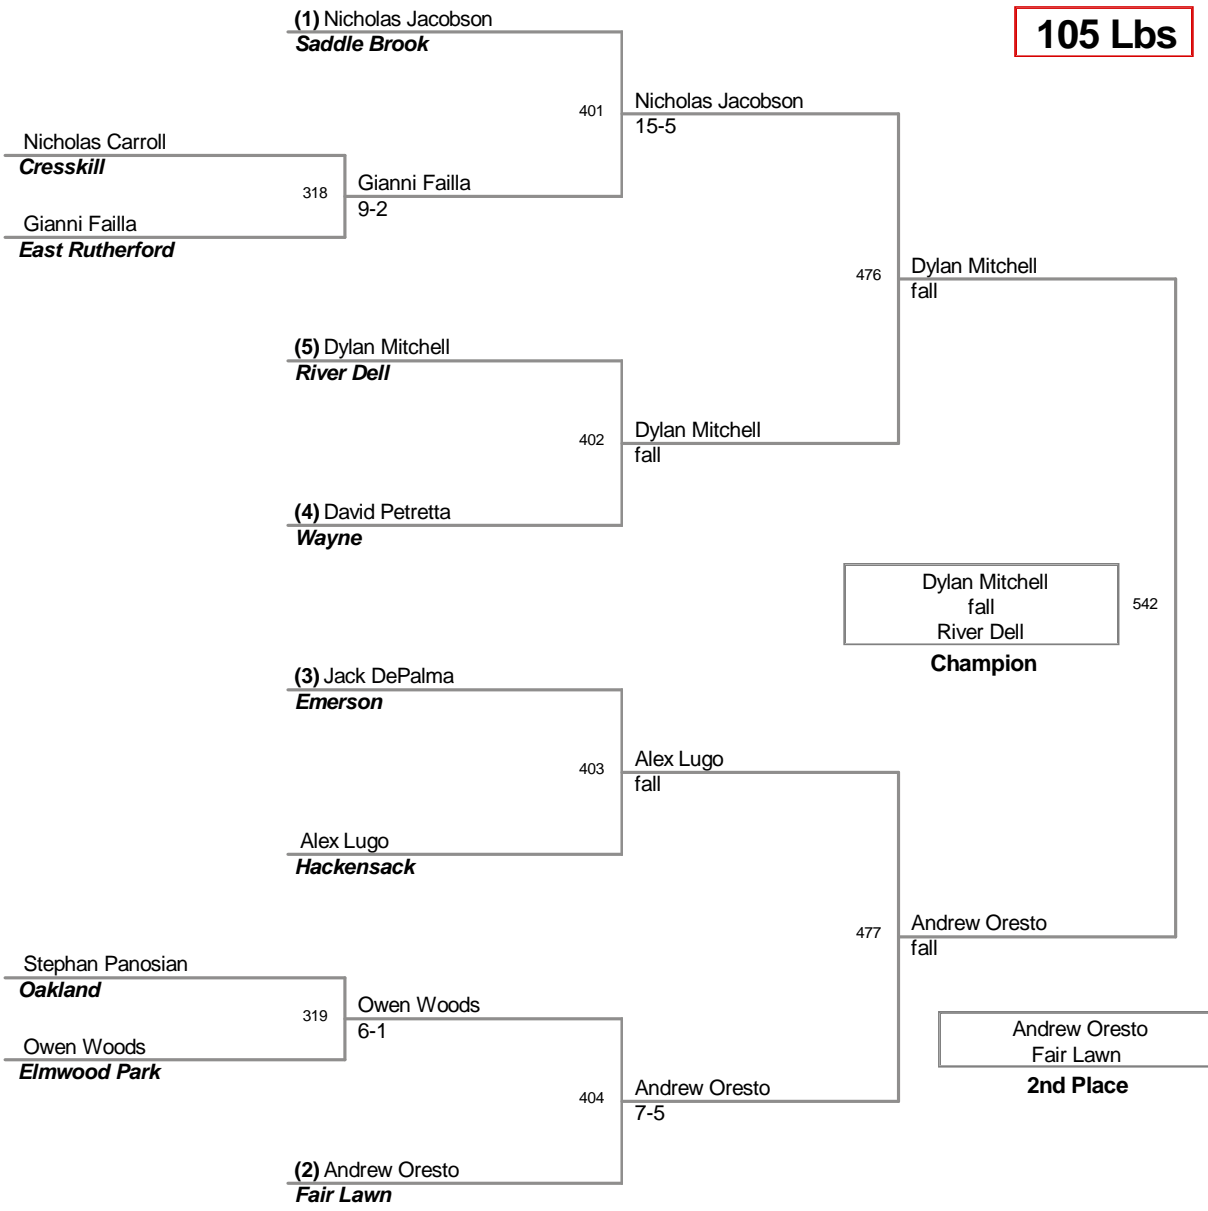 (1) Nicholas Jacobson
Saddle Brook
105 Lbs
401
Nicholas Jacobson
15-5
Nicholas Carroll
Cresskill
318
Gianni Failla
9-2
Gianni Failla
East Rutherford
476
Dylan Mitchell
fall
(5) Dylan Mitchell
River Dell
402
Dylan Mitchell
fall
(4) David Petretta
Wayne
Dylan Mitchell
fall
River Dell
542
Champion
(3) Jack DePalma
Emerson
403
Alex Lugo
fall
Alex Lugo
Hackensack
477
Andrew Oresto
fall
Stephan Panosian
Oakland
319
Owen Woods
6-1
Owen Woods
Elmwood Park
Andrew Oresto
Fair Lawn
2nd Place
404
Andrew Oresto
7-5
(2) Andrew Oresto
Fair Lawn